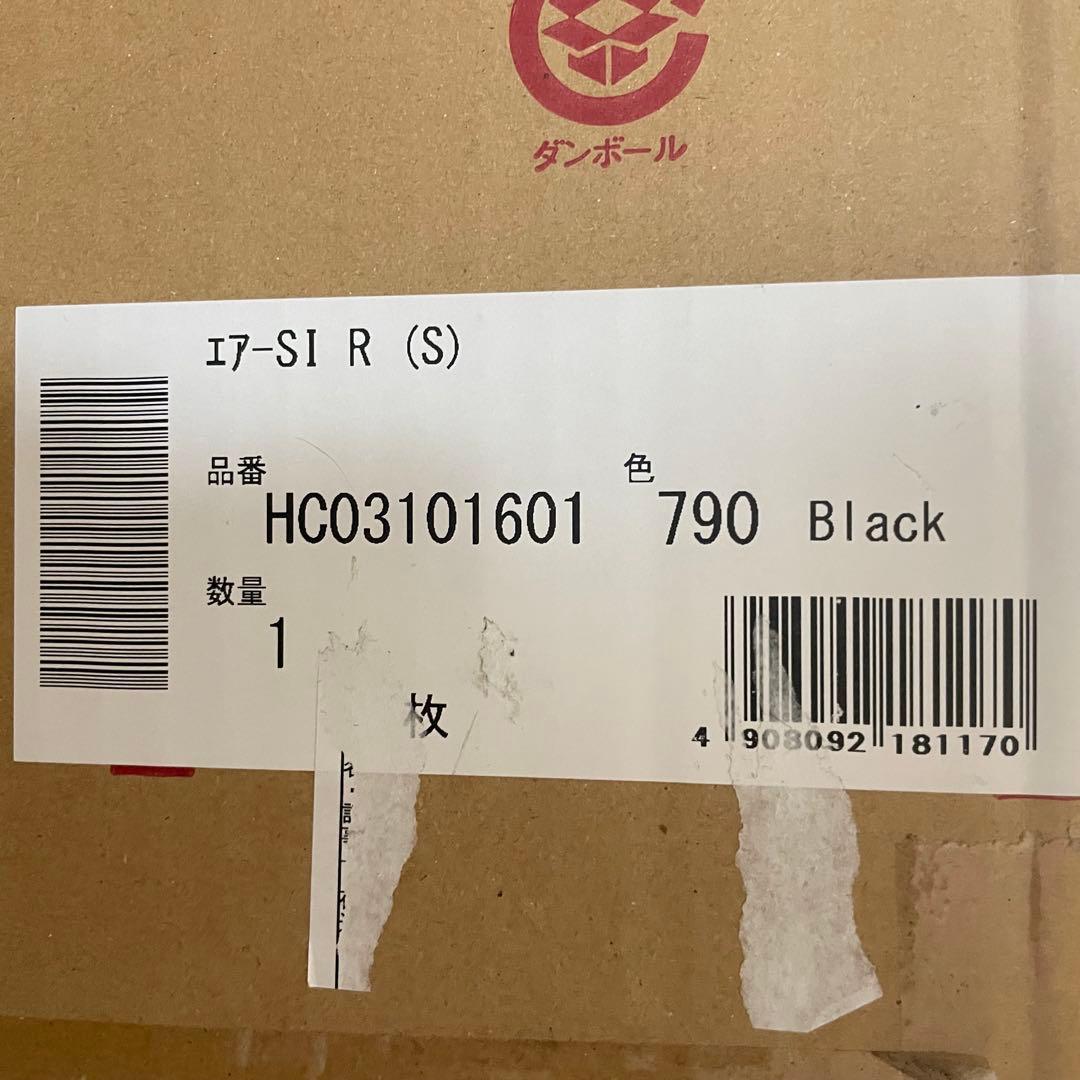 ダンボール
ｴｱｰSI R (S)
品番
色
HC03101601 790 Black
数量
1
枚
4 908092 181170